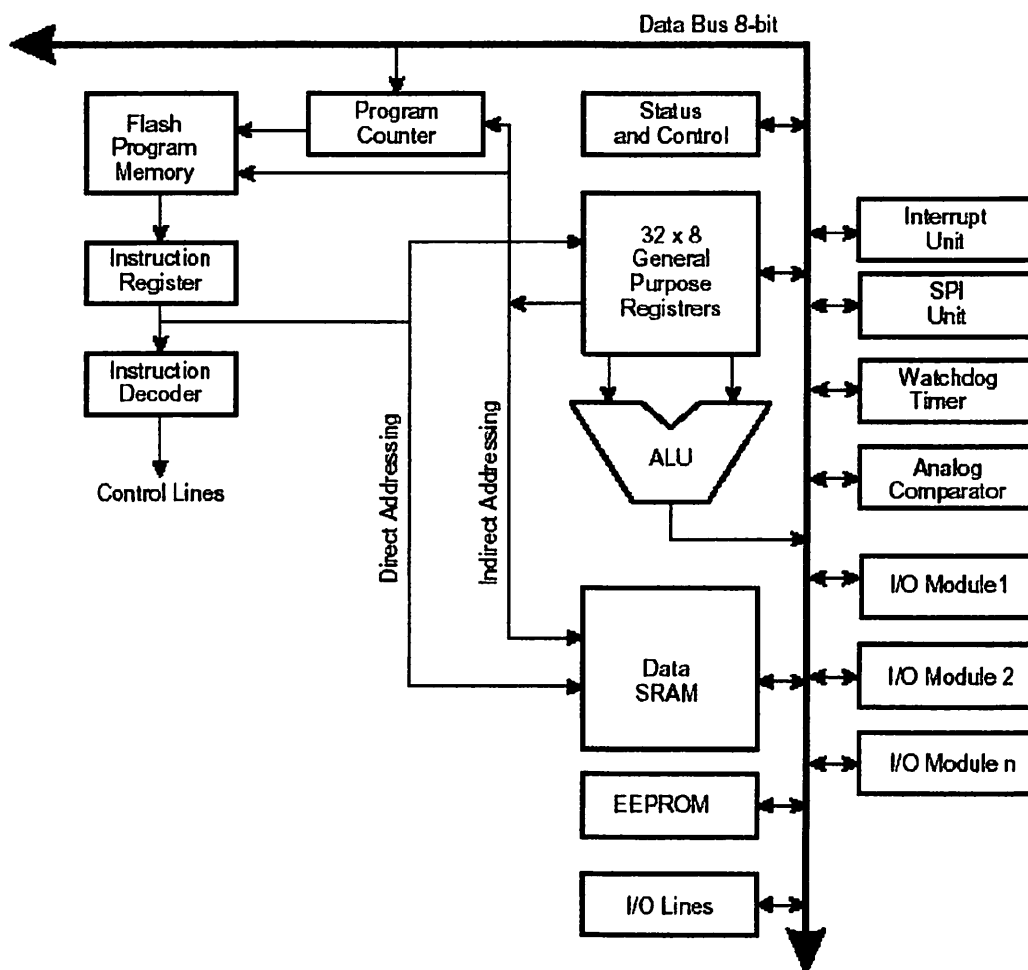 Data Bus 8-bit
Flash
Program
Memory
Program
Counter
Status
and Control
Interrupt
Unit
32 x 8
General
Purpose
Registrers
Instruction
Register
SPI
Unit
Instruction
Decoder
Watchdog
Timer
Control Lines
Direct Addressing
Indirect Addressing
ALU
Analog
Comparator
I/O Module1
Data
SRAM
I/O Module 2
I/O Module n
EEPROM
I/O Lines